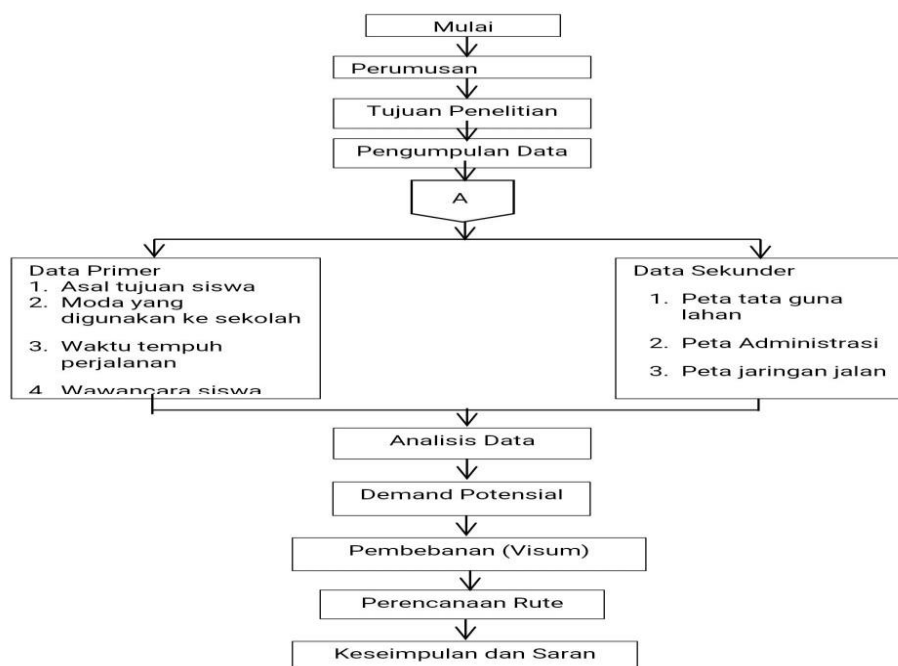 Mulai
Perumusan
Tujuan Penelitian
Pengumpulan Data
A
Data Primer
1. Asal tujuan siswa
2. Moda yang
digunakan ke sekolah
3. Waktu tempuh
perjalanan
4 Wawancara siswa
Data Sekunder
1. Peta tata guna
lahan
2. Peta Administrasi
3. Peta jaringan jalan
Analisis Data
Demand Potensial
Pembebanan (Visum)
Perencanaan Rute
Keseimpulan dan Saran